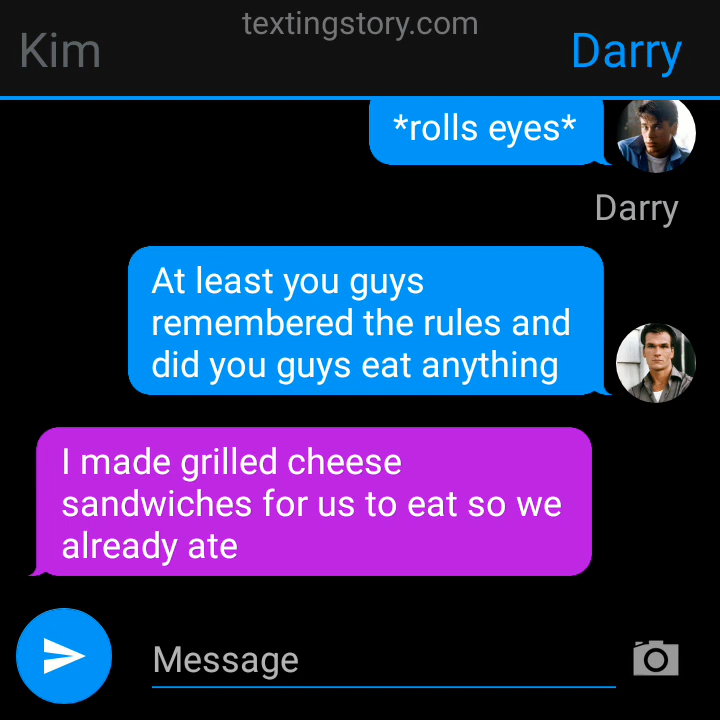 textingstory.com
Kim
Darry
*rolls eyes*
Darry
At least you guys
remembered the rules and
did you guys eat anything
I made grilled cheese
sandwiches for us to eat so we
already ate
Message